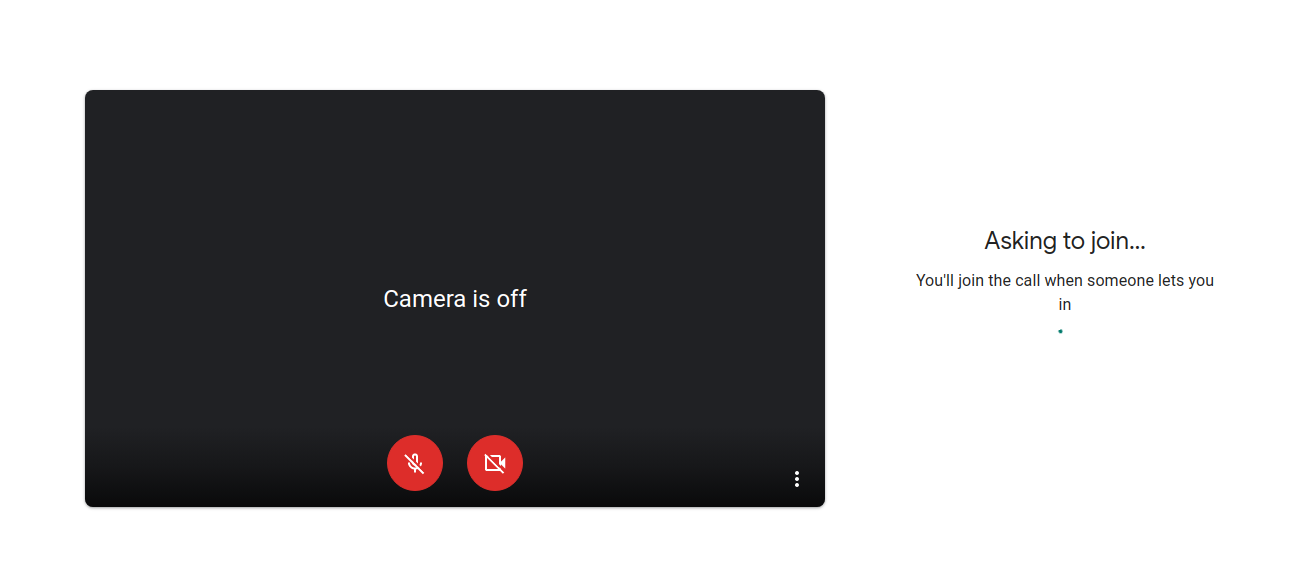 Camera is off
Asking to join...
You'll join the call when someone lets you
in